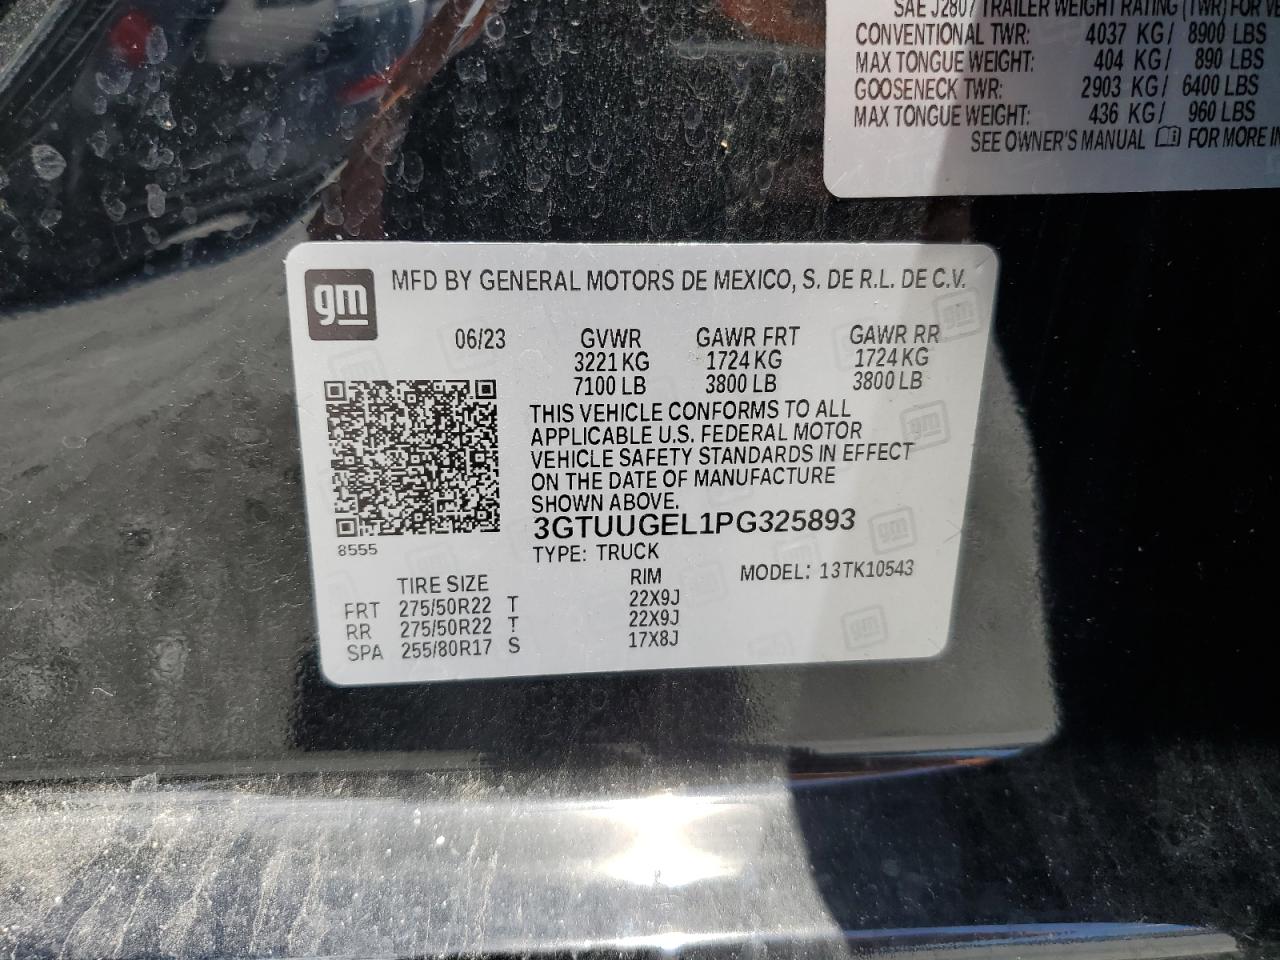 SAE J2807 TRAILER WEIGHT RATING (TWR) FOR
CONVENTIONAL TWR: 4037 KG/ 8900 LBS
MAX TONGUE WEIGHT: 404 KG/ 890 LBS
GOOSENECK TWR: 2903 KG/ 6400 LBS
MAX TONGUE WEIGHT: 436 KG/ 960 LBS
SEE OWNER'S MANUAL FOR MORE
gm
MFD BY GENERAL MOTORS DE MEXICO, S. DE R.L. DE C.V.
06/23 GVWR GAWR FRT GAWR RR
3221 KG 1724 KG 1724 KG
7100 LB 3800 LB 3800 LB
THIS VEHICLE CONFORMS TO ALL
APPLICABLE U.S. FEDERAL MOTOR
VEHICLE SAFETY STANDARDS IN EFFECT
ON THE DATE OF MANUFACTURE
SHOWN ABOVE.
3GTUUGEL1PG325893
8555
TYPE: TRUCK
MODEL: 13TK10543
TIRE SIZE RIM
FRT 275/50R22 T 22X9J
RR 275/50R22 T 22X9J
SPA 255/80R17 S 17X8J